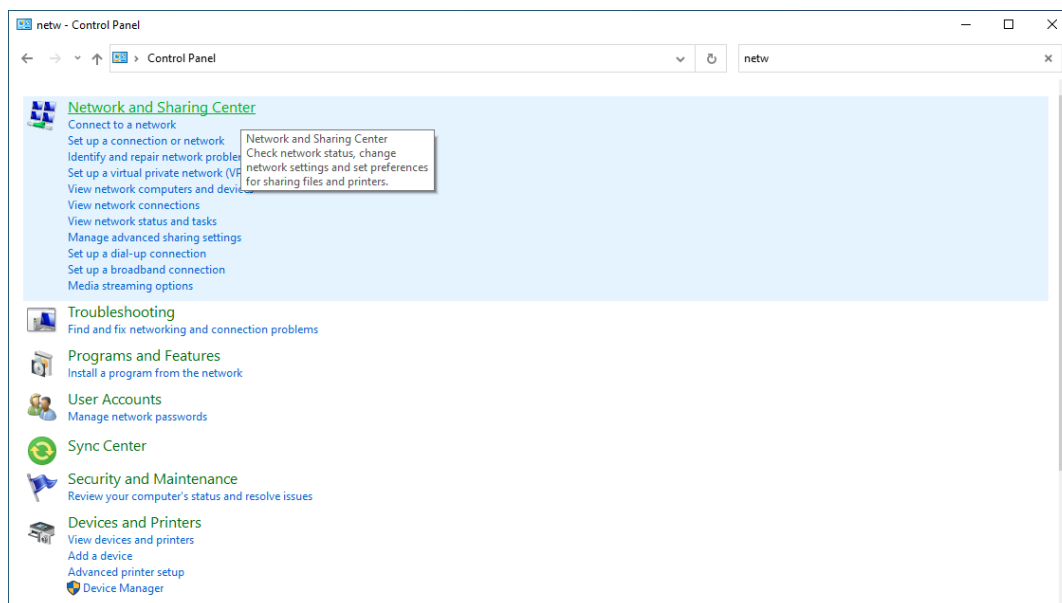 netw - Control Panel
Control Panel
netw
Network and Sharing Center
Connect to a network
Set up a connection or network
Identify and repair network
Set up a virtual private network
View network computers and
View network connections
View network status and tasks
Manage advanced sharing settings
Set up a dial-up connection
Set up a broadband connection
Media streaming options
Network and Sharing Center
Check network status, change
network settings and set preferences
for sharing files and printers.
Troubleshooting
Find and fix networking and connection problems
Programs and Features
Install a program from the network
User Accounts
Manage network passwords
Sync Center
Security and Maintenance
Review your computer's status and resolve issues
Devices and Printers
View devices and printers
Add a device
Advanced printer setup
Device Manager